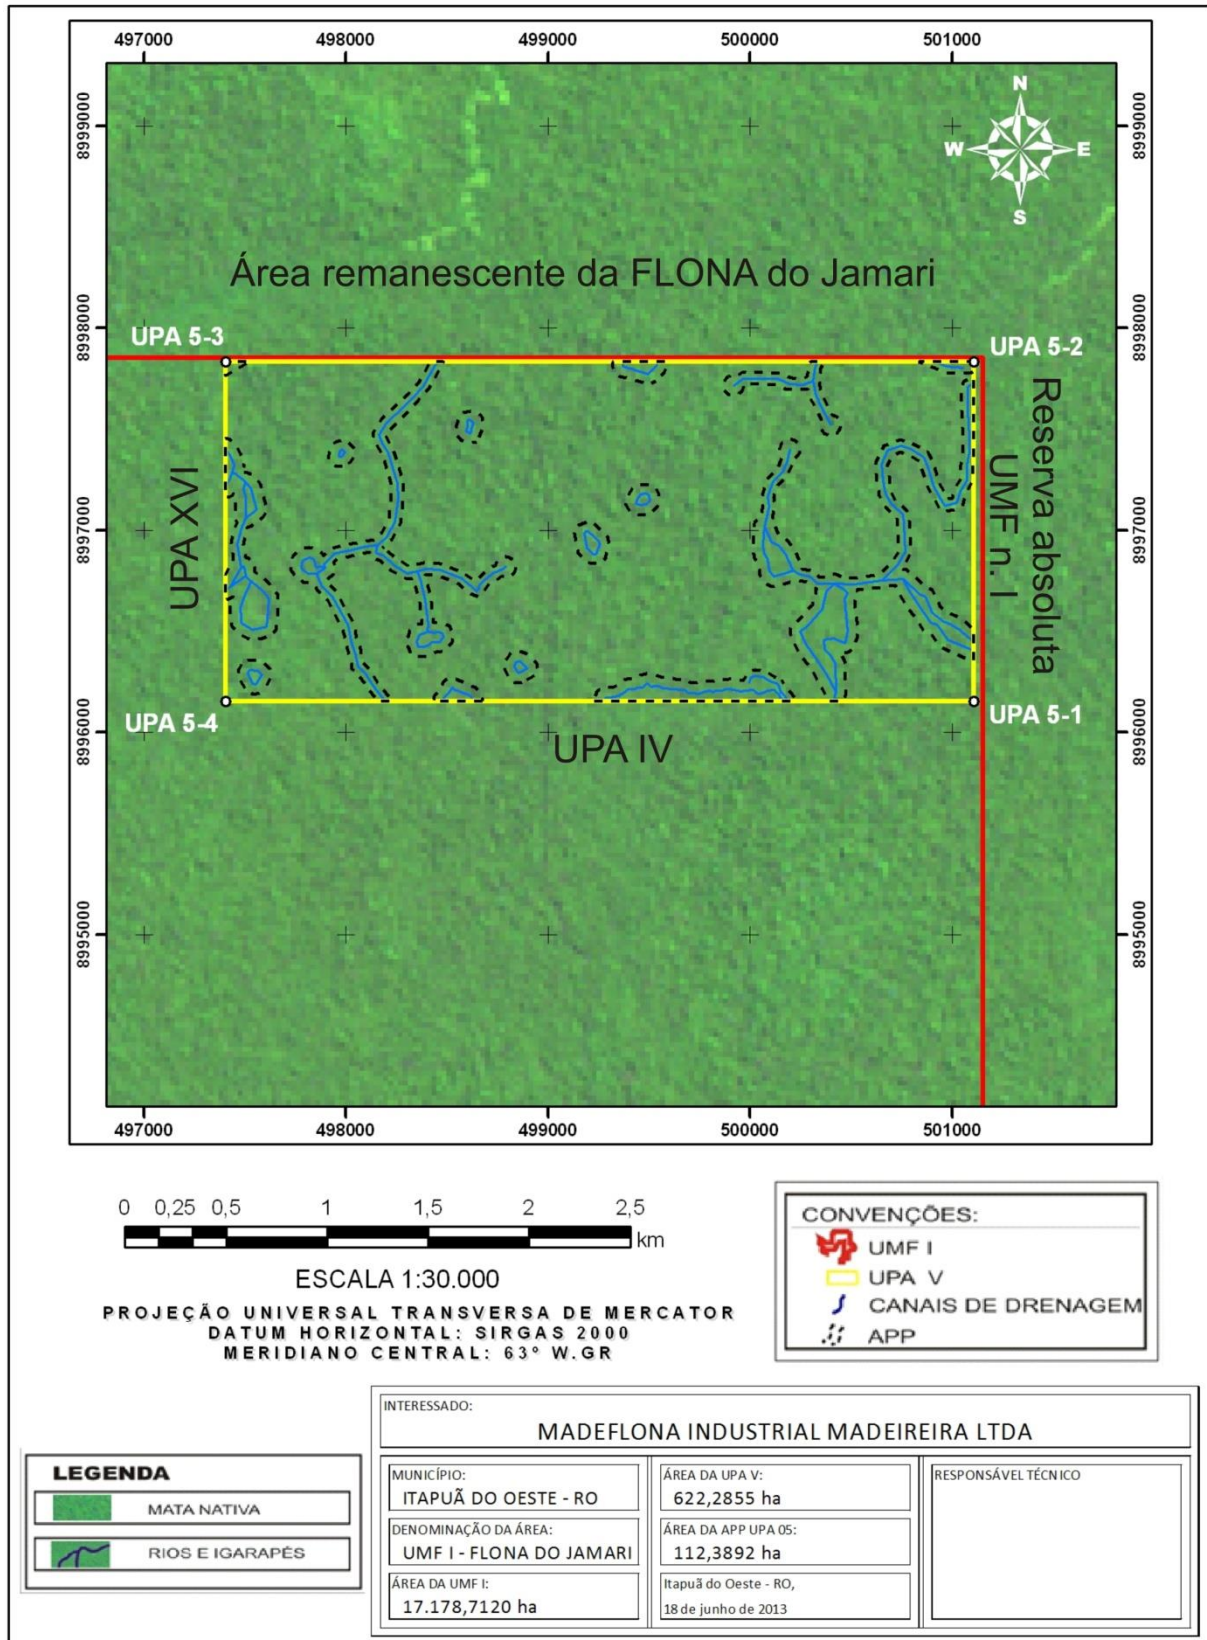 497000 498000 499000 500000 501000
8999000
8998000
8997000
8996000
8995000
N
W E
S
8999000
8998000
8997000
8996000
8995000
Área remanescente da FLONA do Jamari
UPA 5-3
UPA 5-2
UPA XVI
Reserva absoluta
UMF n. I
UPA 5-4
UPA 5-1
UPA IV
497000 498000 499000 500000 501000
0 0,25 0,5 1 1,5 2 2,5
km
ESCALA 1:30.000
PROJEÇÃO UNIVERSAL TRANSVERSA DE MERCATOR
DATUM HORIZONTAL: SIRGAS 2000
MERIDIANO CENTRAL: 63º W.GR
CONVENÇÕES:
UMF I
UPA V
CANAIS DE DRENAGEM
APP
LEGENDA
MATA NATIVA
RIOS E IGARAPÉS
INTERESSADO:
MADEFLONA INDUSTRIAL MADEIREIRA LTDA
MUNICÍPIO:
ITAPUÃ DO OESTE - RO
DENOMINAÇÃO DA ÁREA:
UMF I - FLONA DO JAMARI
ÁREA DA UMF I:
17.178,7120 ha
ÁREA DA UPA V:
622,2855 ha
ÁREA DA APP UPA 05:
112,3892 ha
Itapuã do Oeste - RO,
18 de junho de 2013
RESPONSÁVEL TÉCNICO